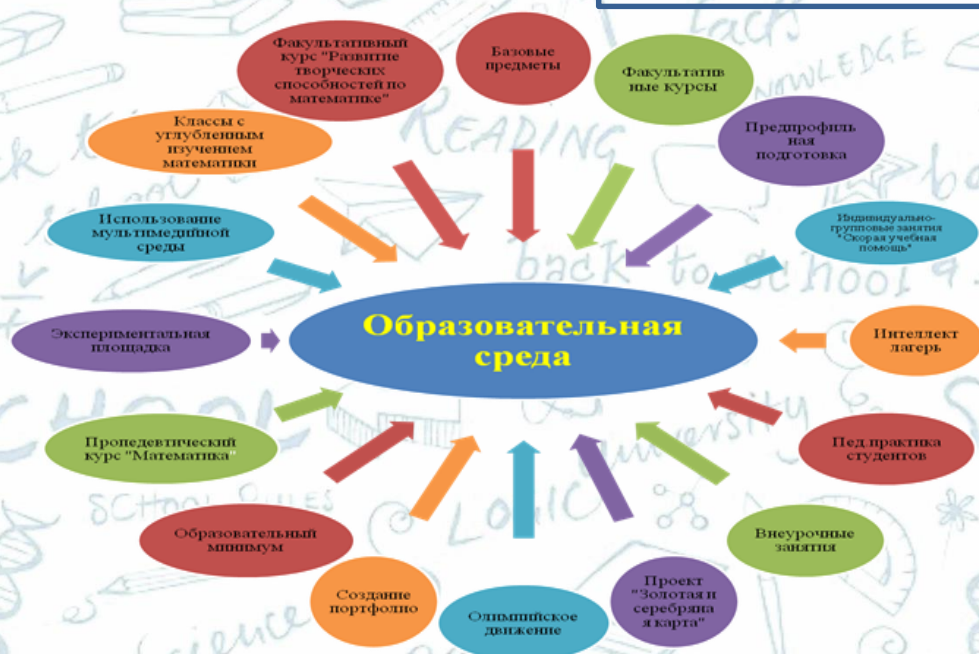 Образовательная
среда
Базовые
предметы
Факультатив
ные курсы
Предпрофиль
ная
подготовка
Индивидуально-
групповые занятия
"Скорая учебная
помощь"
Интеллект
лагерь
Пед.практика
студентов
Внеурочные
занятия
Проект
"Золотая и
серебряна
я карта"
Олимпийское
движение
Создание
портфолио
Образовательный
минимум
Пропедевтический
курс "Математика"
Экспериментальная
площадка
Использование
мультимедийной
среды
Классы с
углубленным
изучением
математики
Факультативный
курс "Развитие
творческих
способностей по
математике"
READING
KNOWLEDGE
back to school
University
SCHOOL RULES
LOGIC
science